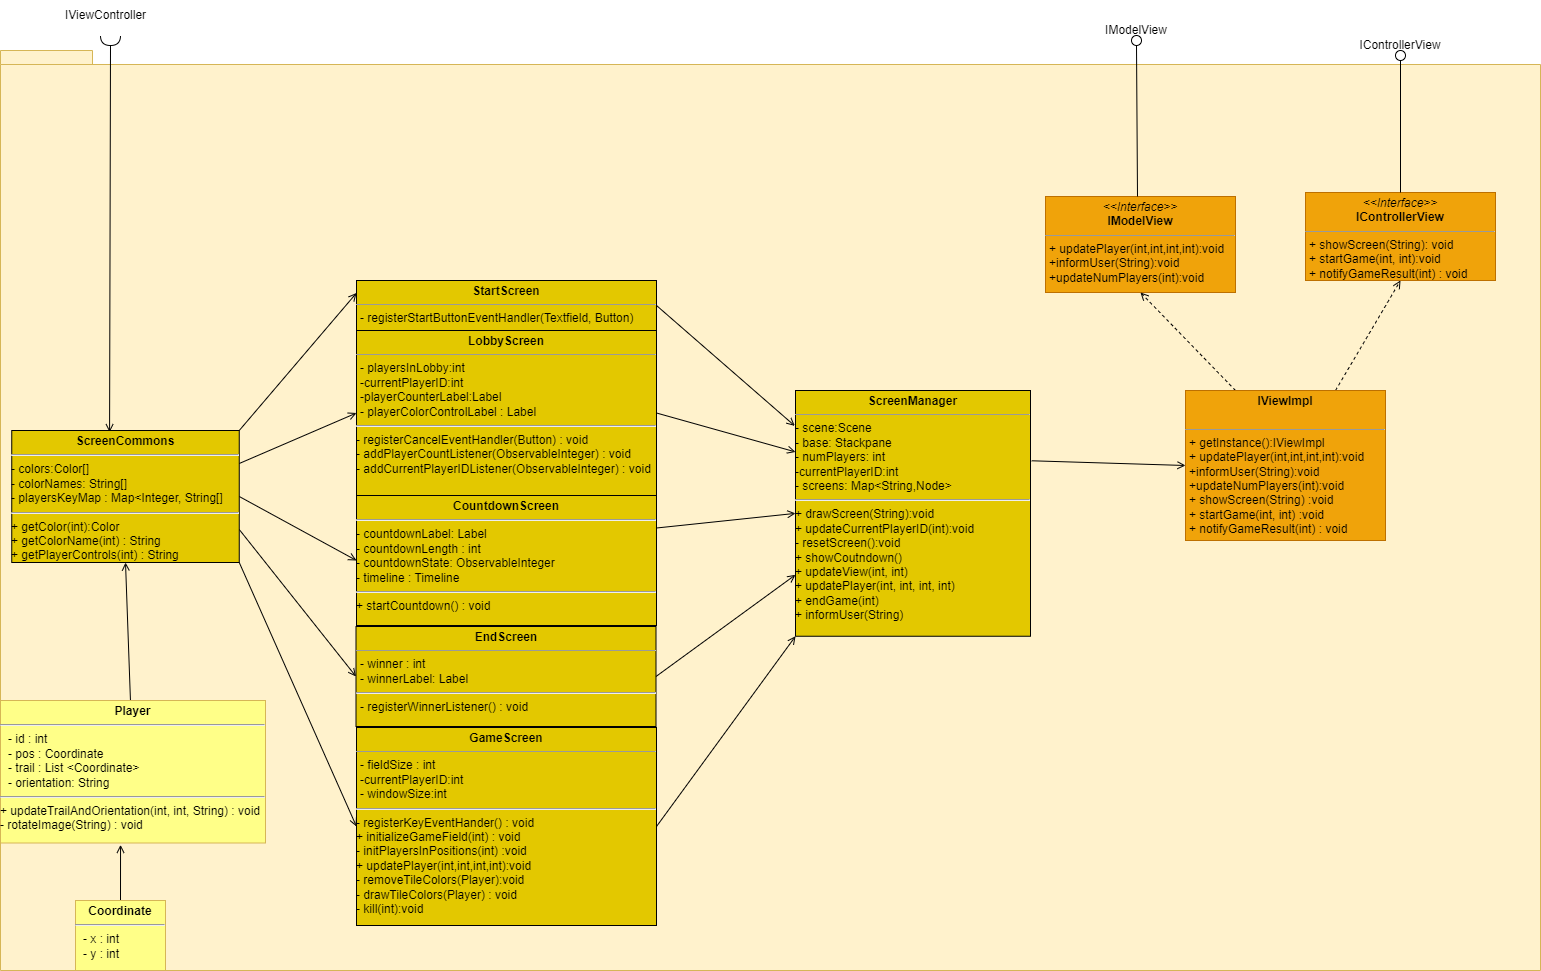 IViewController
IModelView
IControllerView
<<Interface>>
IModelView
+ updatePlayer(int,int,int,int):void
+informUser(String):void
+updateNumPlayers(int):void
<<Interface>>
IControllerView
+ showScreen(String): void
+ startGame(int, int):void
+ notifyGameResult(int) : void
StartScreen
- registerStartButtonEventHandler(Textfield, Button)
LobbyScreen
- playersInLobby:int
-currentPlayerID:int
-playerCounterLabel:Label
- playerColorControlLabel : Label
- registerCancelEventHandler(Button) : void
- addPlayerCountListener(ObservableInteger) : void
- addCurrentPlayerIDListener(ObservableInteger) : void
CountdownScreen
- countdownLabel: Label
- countdownLength : int
- countdownState: ObservableInteger
- timeline : Timeline
+ startCountdown() : void
EndScreen
- winner : int
- winnerLabel: Label
- registerWinnerListener() : void
GameScreen
- fieldSize : int
-currentPlayerID:int
- windowSize:int
- registerKeyEventHander() : void
+ initializeGameField(int) : void
- initPlayersInPositions(int) :void
+ updatePlayer(int,int,int,int):void
- removeTileColors(Player):void
- drawTileColors(Player) : void
- kill(int):void
ScreenManager
- scene:Scene
- base: Stackpane
- numPlayers: int
-currentPlayerID:int
- screens: Map<String,Node>
+ drawScreen(String):void
+ updateCurrentPlayerID(int):void
- resetScreen():void
+ showCoutndown()
+ updateView(int, int)
+ updatePlayer(int, int, int, int)
+ endGame(int)
+ informUser(String)
IViewImpl
+ getInstance():IViewImpl
+ updatePlayer(int,int,int,int):void
+informUser(String):void
+updateNumPlayers(int):void
+ showScreen(String) :void
+ startGame(int, int) :void
+ notifyGameResult(int) : void
ScreenCommons
- colors:Color[]
- colorNames: String[]
- playersKeyMap : Map<Integer, String[]
+ getColor(int):Color
+ getColorName(int) : String
+ getPlayerControls(int) : String
Player
- id : int
- pos : Coordinate
- trail : List <Coordinate>
- orientation: String
+ updateTrailAndOrientation(int, int, String) : void
- rotateImage(String) : void
Coordinate
- x : int
- y : int